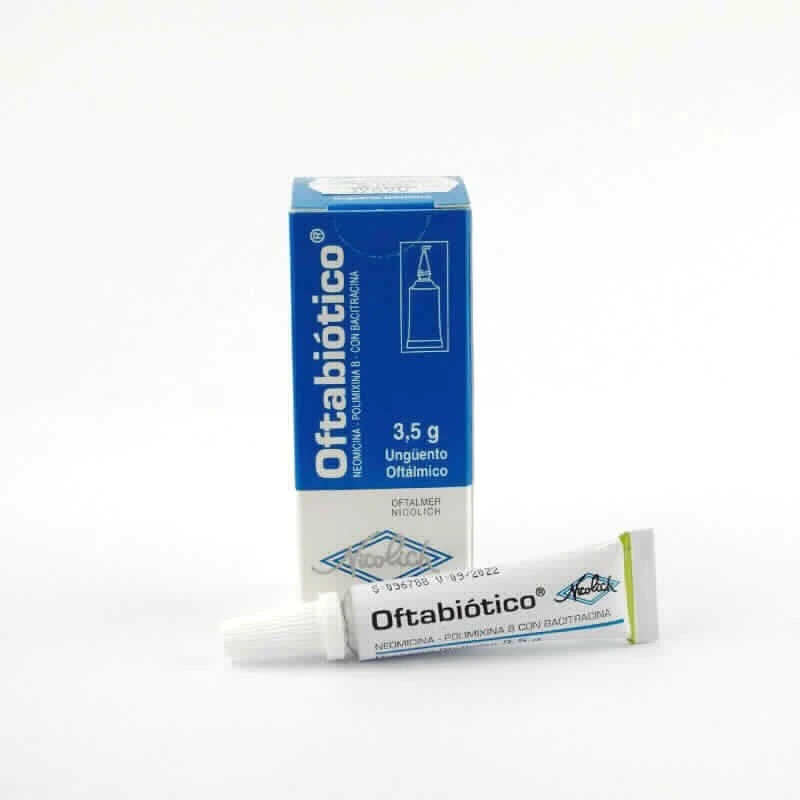 Oftabiótico®
NEOMICINA - POLIMIXINA B - CON BACITRACINA
3,5 g
Ungüento
Oftálmico
OFTALMER
NICOLICH
Nicolich
S 096788 V 09/2022
Oftabiótico®
Nicolich
NEOMICINA - POLIMIXINA B CON BACITRACINA